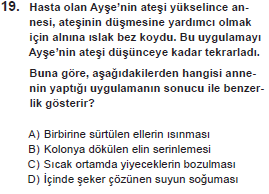 19. Hasta olan Ayşe'nin ateşi yükselince an-
nesi, ateşinin düşmesine yardımcı olmak
için alnına ıslak bez koydu. Bu uygulamayı
Ayşe'nin ateşi düşünceye kadar tekrarladı.
Buna göre, aşağıdakilerden hangisi anne-
nin yaptığı uygulamanın sonucu ile benzer-
lik gösterir?
A) Birbirine sürtülen ellerin ısınması
B) Kolonya dökülen elin serinlemesi
C) Sıcak ortamda yiyeceklerin bozulması
D) İçinde şeker çözünen suyun soğuması